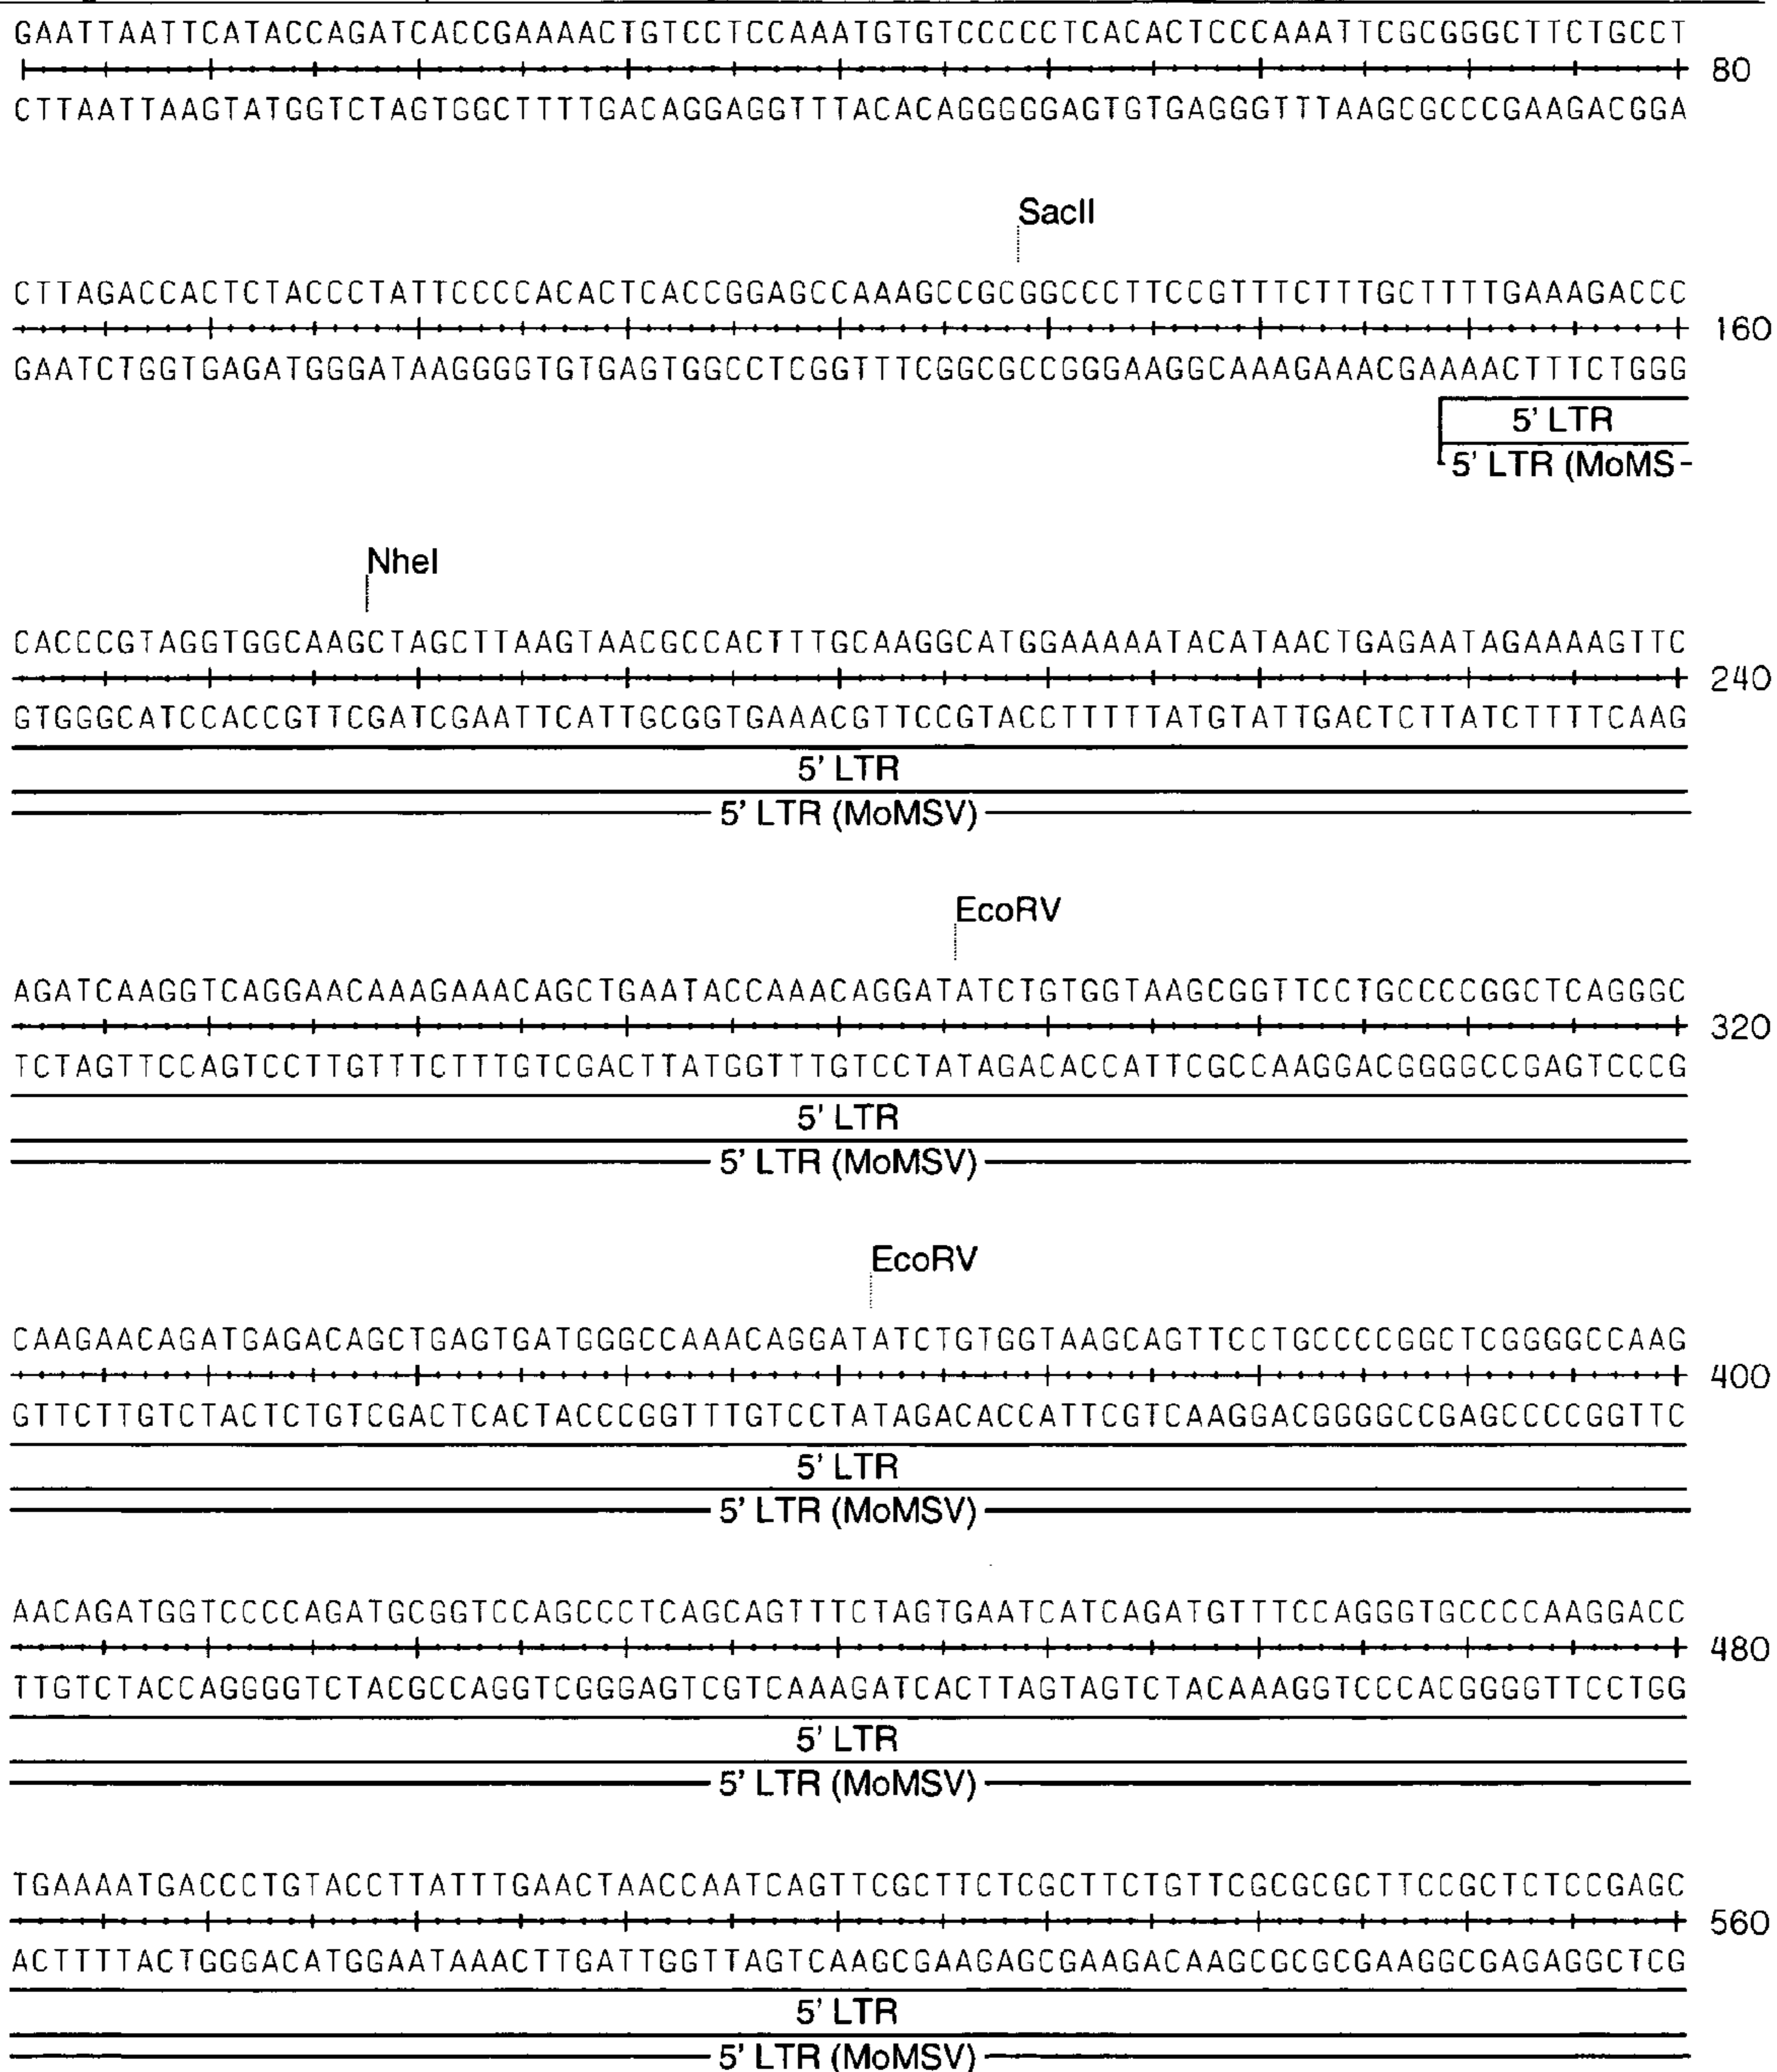 GAATTAATTCATACCAGATCACCGAAAACTGTCCTCCAAATGTGTCCCCCTCACACTCCCAAATTCGCGGGCTTCTGCCT
80
CTTAATTAAGTATGGTCTAGTGGCTTTTGACAGGAGGTTTACACAGGGGGAGTGTGAGGGTTTAAGCGCCCGAAGACGGA
SacII
CTTAGACCACTCTACCCTATTCCCCACACTCACCGGAGCCAAAGCCGCGGCCCTTCCGTTTCTTTGCTTTTGAAAGACCC
160
GAATCTGGTGAGATGGGATAAGGGGTGTGAGTGGCCTCGGTTTCGGCGCCGGGAAGGCAAAGAAACGAAAACTTTCTGGG
5' LTR
5' LTR (MoMS-
NheI
CACCCGTAGGTGGCAAGCTAGCTTAAGTAACGCCACTTTGCAAGGCATGGAAAAATACATAACTGAGAATAGAAAAGTTC
240
GTGGGCATCCACCGTTCGATCGAATTCATTGCGGTGAAACGTTCCGTACCTTTTTATGTATTGACTCTTATCTTTTCAAG
5' LTR
5' LTR (MoMSV)
EcoRV
AGATCAAGGTCAGGAACAAAGAAACAGCTGAATACCAAACAGGATATCTGTGGTAAGCGGTTCCTGCCCCGGCTCAGGGC
320
TCTAGTTCCAGTCCTTGTTTCTTTGTCGACTTATGGTTTGTCCTATAGACACCATTCGCCAAGGACGGGGCCGAGTCCCG
5' LTR
5' LTR (MoMSV)
EcoRV
CAAGAACAGATGAGACAGCTGAGTGATGGGCCAAACAGGATATCTGTGGTAAGCAGTTCCTGCCCCGGCTCGGGGCCAAG
400
GTTCTTGTCTACTCTGTCGACTCACTACCCGGTTTGTCCTATAGACACCATTCGTCAAGGACGGGGCCGAGCCCCGGTTC
5' LTR
5' LTR (MoMSV)
AACAGATGGTCCCCAGATGCGGTCCAGCCCTCAGCAGTTTCTAGTGAATCATCAGATGTTTCCAGGGTGCCCCAAGGACC
480
TTGTCTACCAGGGGTCTACGCCAGGTCGGGAGTCGTCAAAGATCACTTAGTAGTCTACAAAGGTCCCACGGGGTTCCTGG
5' LTR
5' LTR (MoMSV)
TGAAAATGACCCTGTACCTTATTTGAACTAACCAATCAGTTCGCTTCTCGCTTCTGTTCGCGCGCTTCCGCTCTCCGAGC
560
ACTTTTACTGGGACATGGAATAAACTTGATTGGTTAGTCAAGCGAAGAGCGAAGACAAGCGCGCGAAGGCGAGAGGCTCG
5' LTR
5' LTR (MoMSV)